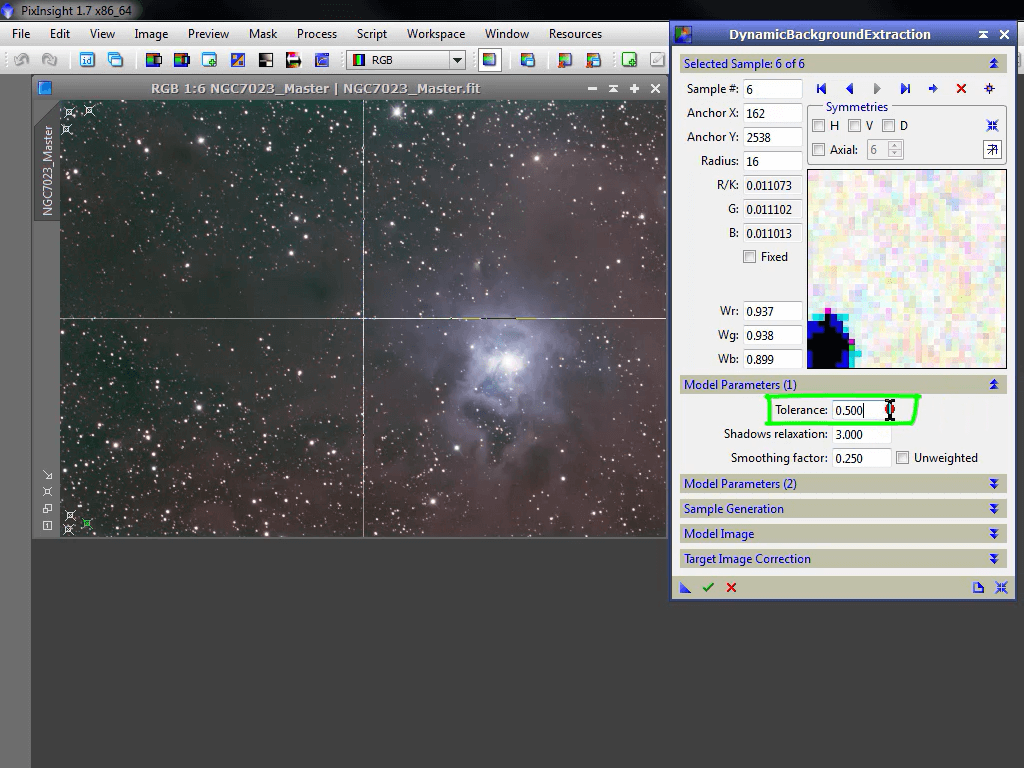 PixInsight 1.7 x86_64
File Edit View Image Preview Mask Process Script Workspace Window Resources
RGB
RGB 1:6 NGC7023_Master | NGC7023_Master.fit
NGC7023_Master
DynamicBackgroundExtraction
Selected Sample: 6 of 6
Sample #: 6
Anchor X: 162
Anchor Y: 2538
Radius: 16
R/K: 0.011073
G: 0.011102
B: 0.011013
Fixed
Symmetries
H V D
Axial: 6
Wr: 0.937
Wg: 0.938
Wb: 0.899
Model Parameters (1)
Tolerance: 0.500
Shadows relaxation: 3.000
Smoothing factor: 0.250 Unweighted
Model Parameters (2)
Sample Generation
Model Image
Target Image Correction